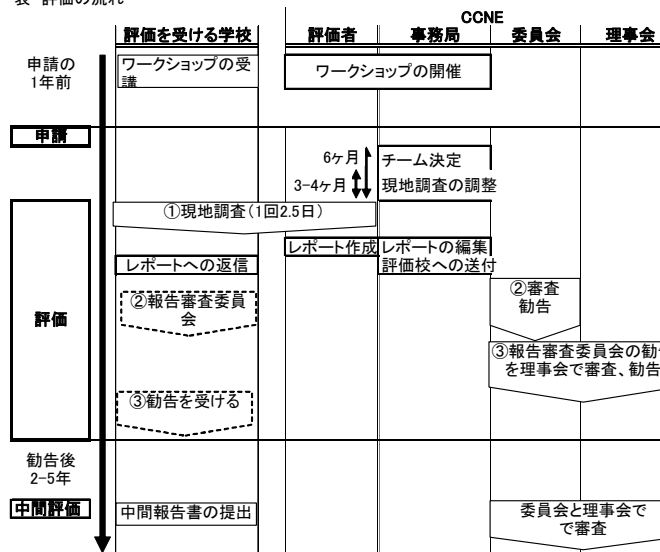 表 評価の流れ
CCNE
評価を受ける学校
評価者
事務局
委員会
理事会
申請の
1年前
ワークショップの受
講
ワークショップの開催
申請
6ヶ月
チーム決定
3-4ヶ月
現地調査の調整
①現地調査(1回2.5日)
レポート作成
レポートの編集
評価校への送付
レポートへの返信
評価
②報告審査委員
会
②審査
勧告
③報告審査委員会の勧告
を理事会で審査、勧告
③勧告を受ける
勧告後
2-5年
中間評価
中間報告書の提出
委員会と理事会で
で審査